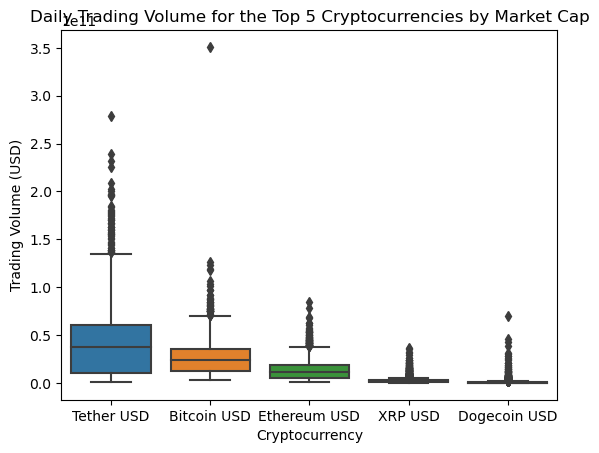 Daily Trading Volume for the Top 5 Cryptocurrencies by Market Cap
1e11
3.5
3.0
2.5
2.0
1.5
1.0
0.5
0.0
Trading Volume (USD)
Tether USD Bitcoin USD Ethereum USD XRP USD Dogecoin USD
Cryptocurrency